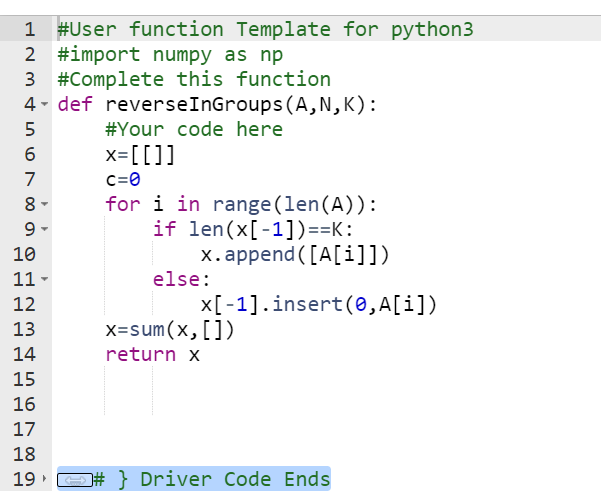 1 #User function Template for python3
2 #import numpy as np
3 #Complete this function
4 def reverseInGroups(A,N,K):
5     #Your code here
6     x=[[]]
7     c=0
8     for i in range(len(A)):
9         if len(x[-1])==K:
10             x.append([A[i]])
11         else:
12             x[-1].insert(0,A[i])
13     x=sum(x,[])
14     return x
15
16
17
18
19 # } Driver Code Ends